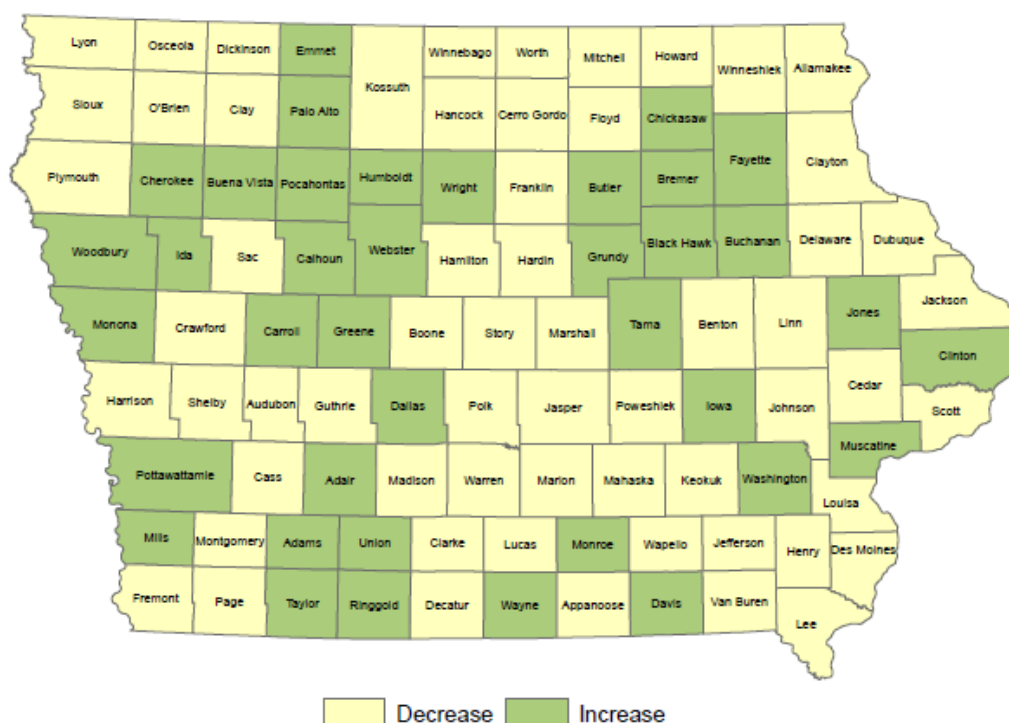 Lyon
Osceola
Dickinson
Emmet
Kossuth
Winnebago
Worth
Mitchell
Howard
Winneshiek
Allamakee
Sioux
O'Brien
Clay
Palo Alto
Hancock
Cerro Gordo
Floyd
Chickasaw
Plymouth
Cherokee
Buena Vista
Pocahontas
Humboldt
Wright
Franklin
Butler
Bremer
Fayette
Clayton
Woodbury
Ida
Sac
Calhoun
Webster
Hamilton
Hardin
Grundy
Black Hawk
Buchanan
Delaware
Dubuque
Monona
Crawford
Carroll
Greene
Boone
Story
Marshall
Tama
Benton
Linn
Jones
Jackson
Clinton
Harrison
Shelby
Audubon
Guthrie
Dallas
Polk
Jasper
Poweshiek
Iowa
Johnson
Cedar
Scott
Muscatine
Pottawattamie
Cass
Adair
Madison
Warren
Marion
Mahaska
Keokuk
Washington
Louisa
Mills
Montgomery
Adams
Union
Clarke
Lucas
Monroe
Wapello
Jefferson
Henry
Des Moines
Fremont
Page
Taylor
Ringgold
Decatur
Wayne
Appanoose
Davis
Van Buren
Lee
Decrease
Increase